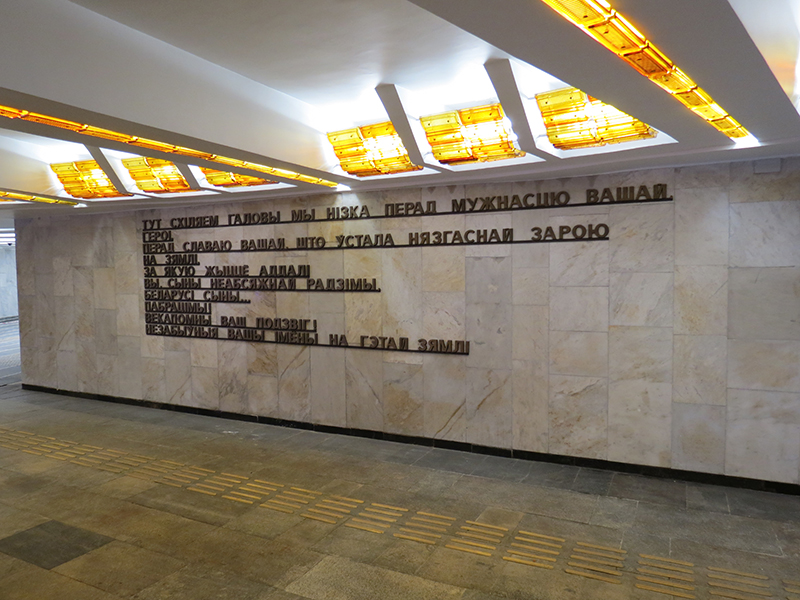 ТУТ СХІЛЯЕМ ГАЛОВЫ МЫ НІЗКА ПЕРАД МУЖНАСЦЮ ВАШАЙ
ГЕРОІ.
ПЕРАД СЛАВАЮ ВАШАЙ, ШТО ЎСТАЛА НЯЗГАСНАЙ ЗАРОЮ
НА ЗЯМЛІ,
ЗА ЯКУЮ ЖЫЦЦЁ АДДАЛІ
ВЫ, СЫНЫ НЕАБСЯЖНАЙ РАДЗІМЫ,
БЕЛАРУСІ СЫНЫ...
ПАБРАЦІМЫ!
ВЕКАПОМНЫ ВАШ ПОДЗВІГ І
НЕЗАБЫЎНЫЯ ВАШЫ ІМЁНЫ НА ГЭТАЙ ЗЯМЛІ